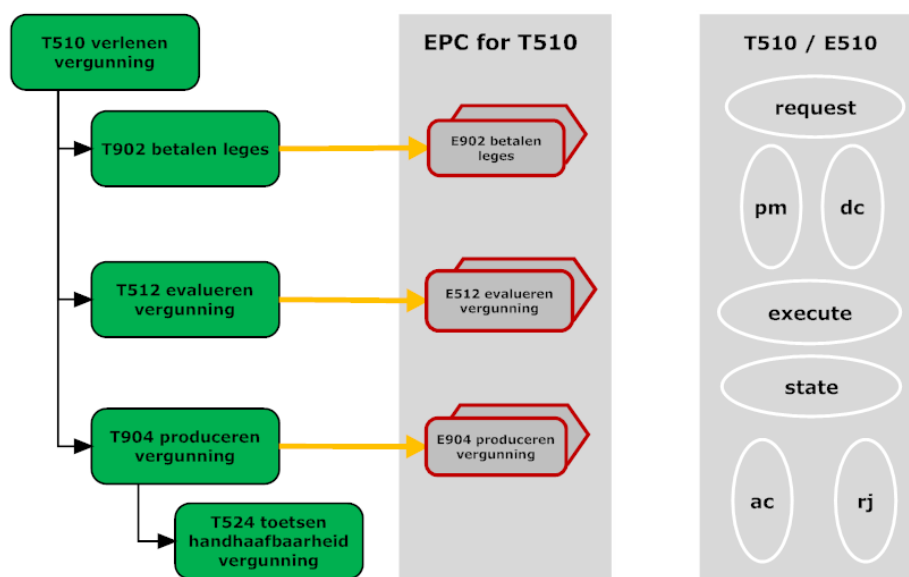 T510 verlenen
vergunning
EPC for T510
T510 / E510
request
T902 betalen leges
E902 betalen
leges
pm
dc
T512 evalueren
vergunning
E512 evalueren
vergunning
execute
state
T904 produceren
vergunning
E904 produceren
vergunning
ac
rj
T524 toetsen
handhaafbaarheid
vergunning